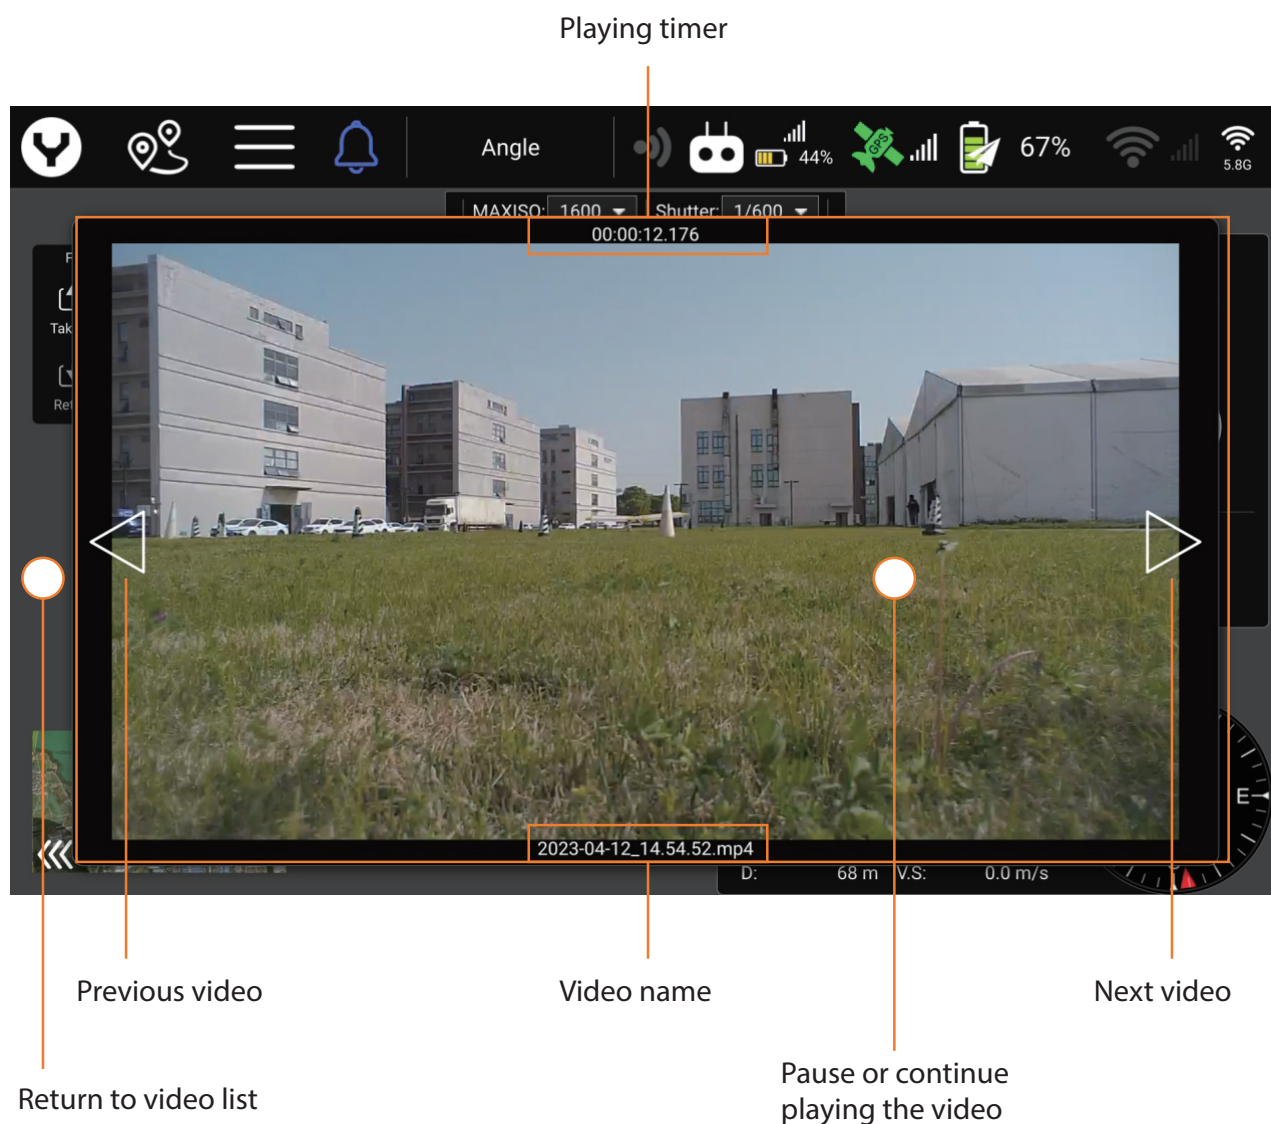 Playing timer
Angle
44%
GPS
67%
5.8G
MAXISO: 1600 Shutter: 1/600
00:00:12.176
2023-04-12_14.54.52.mp4
D: 68 m V.S: 0.0 m/s
E
Previous video
Video name
Next video
Return to video list
Pause or continue
playing the video